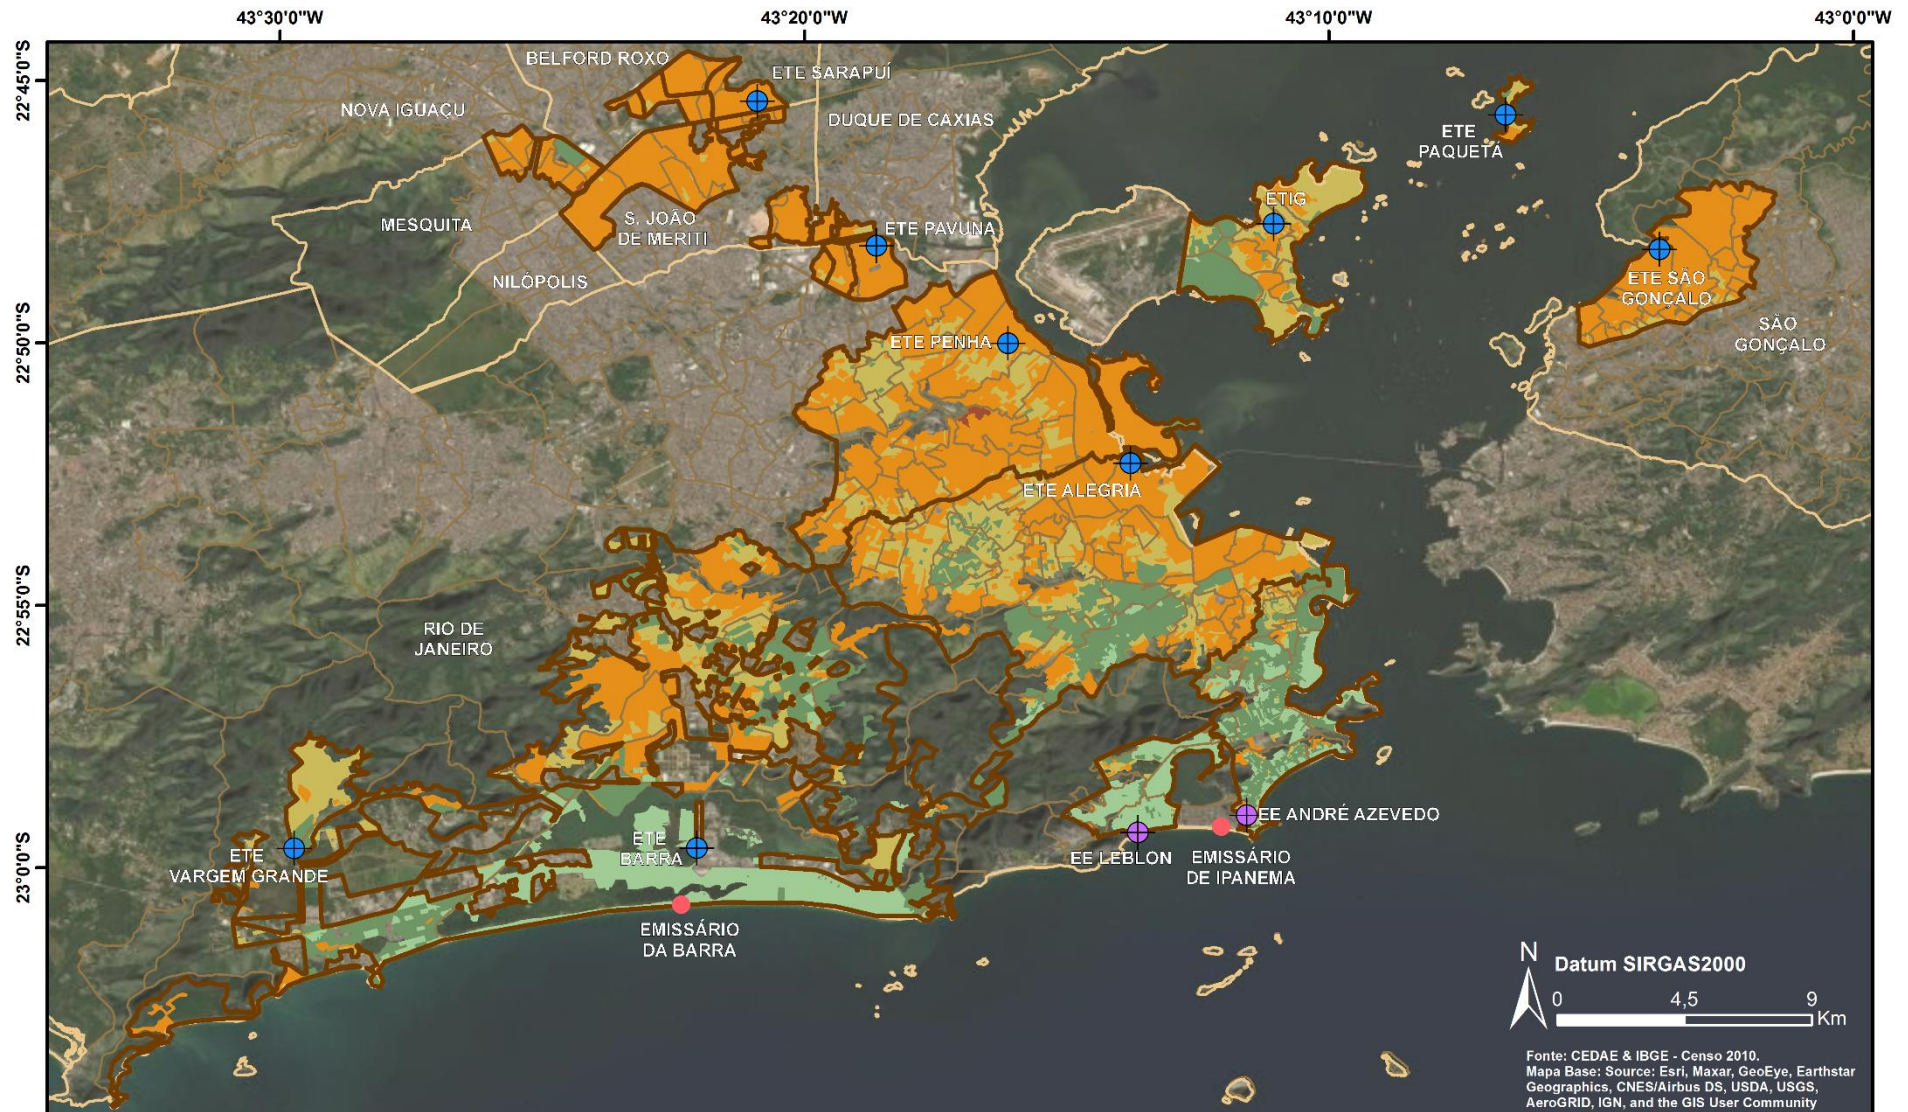 43°30'0"W
43°20'0"W
43°10'0"W
43°0'0"W
22°45'0"S
22°50'0"S
22°55'0"S
23°0'0"S
BELFORD ROXO
ETE SARAPUÍ
NOVA IGUAÇU
DUQUE DE CAXIAS
ETE
PAQUETÁ
MESQUITA
S. JOÃO
DE MERITI
ETE PAVUNA
ETIG
NILÓPOLIS
ETE SÃO
GONÇALO
SÃO
GONÇALO
ETE PENHA
ETE ALEGRIA
RIO DE
JANEIRO
ETE
VARGEM GRANDE
ETE
BARRA
EE ANDRÉ AZEVEDO
EE LEBLON
EMISSÁRIO
DE IPANEMA
EMISSÁRIO
DA BARRA
N
Datum SIRGAS2000
0 4,5 9
Km
Fonte: CEDAE & IBGE - Censo 2010.
Mapa Base: Source: Esri, Maxar, GeoEye, Earthstar
Geographics, CNES/Airbus DS, USDA, USGS,
AeroGRID, IGN, and the GIS User Community